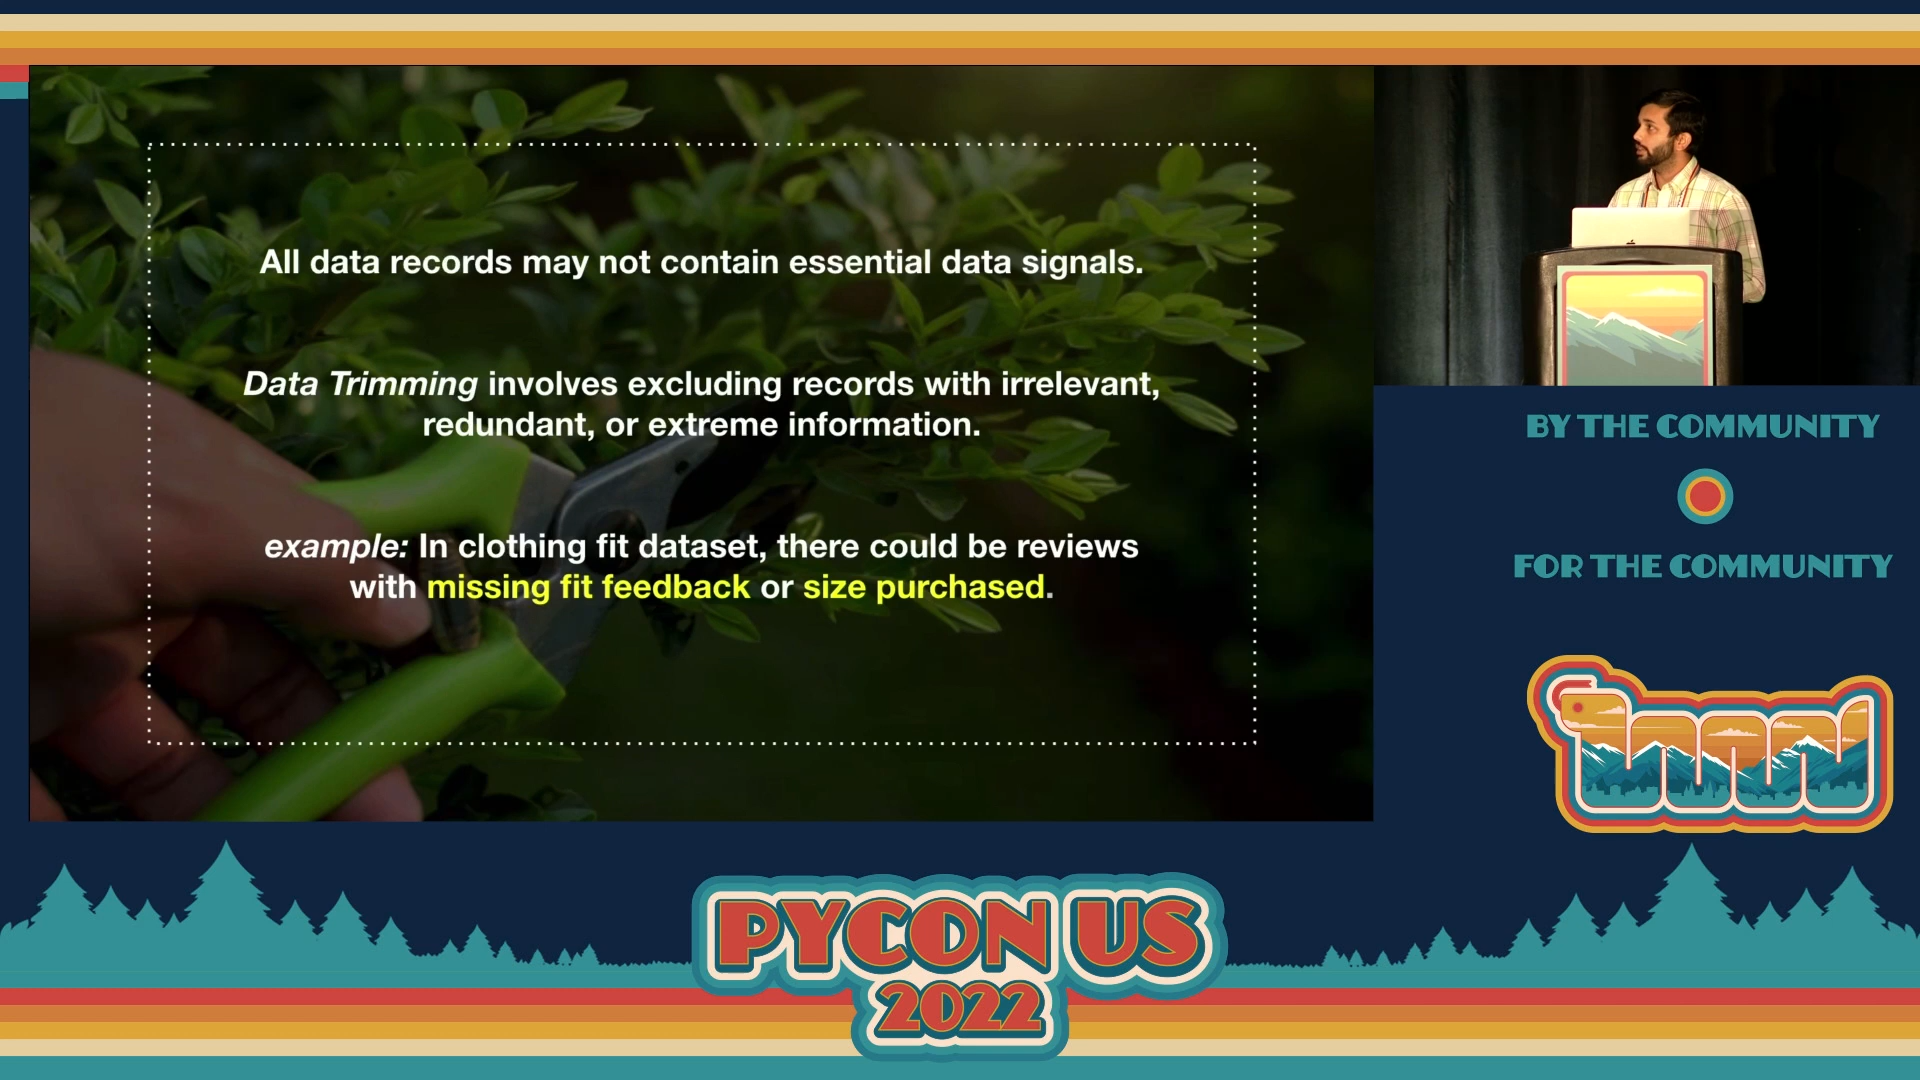 All data records may not contain essential data signals.
Data Trimming involves excluding records with irrelevant,
redundant, or extreme information.
example: In clothing fit dataset, there could be reviews
with missing fit feedback or size purchased.
BY THE COMMUNITY
FOR THE COMMUNITY
PYCON US
2022